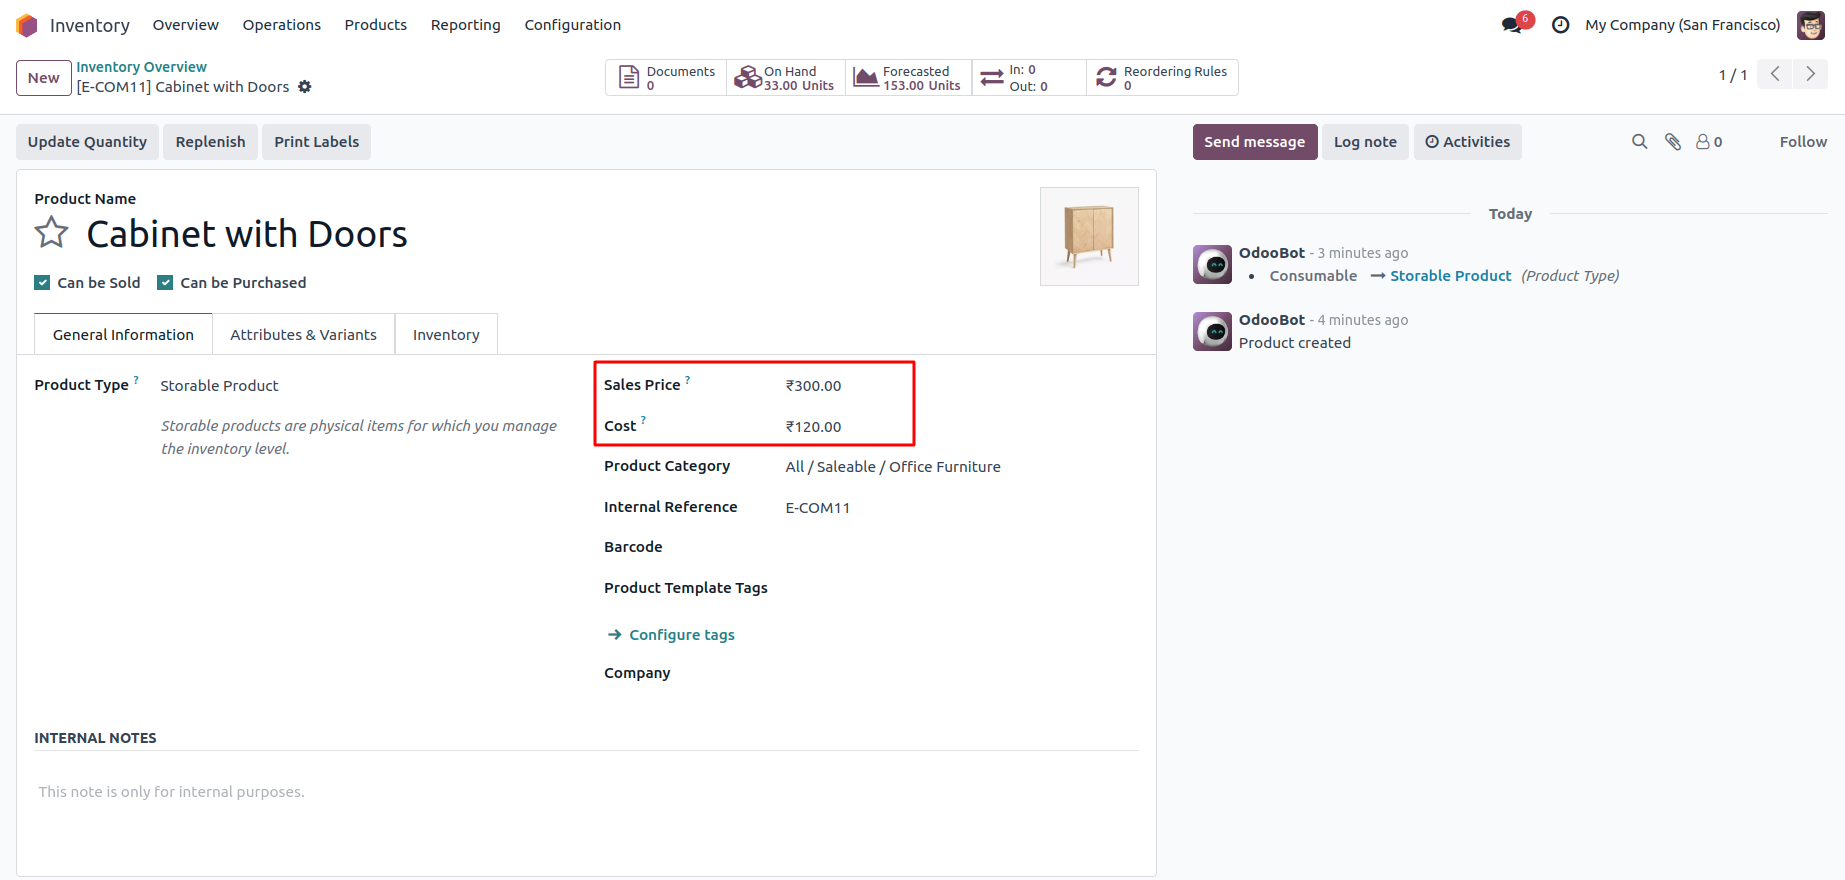 Inventory Overview Operations Products Reporting Configuration 6 My Company (San Francisco)
New Inventory Overview
[E-COM11] Cabinet with Doors
Documents
0
On Hand
33.00 Units
Forecasted
153.00 Units
In: 0
Out: 0
Reordering Rules
0
1 / 1
Update Quantity Replenish Print Labels
Send message Log note Activities 0 Follow
Product Name
Cabinet with Doors
Can be Sold Can be Purchased
General Information Attributes & Variants Inventory
Product Type ? Storable Product
Storable products are physical items for which you manage
the inventory level.
Sales Price ? ₹300.00
Cost ? ₹120.00
Product Category All / Saleable / Office Furniture
Internal Reference E-COM11
Barcode
Product Template Tags
→ Configure tags
Company
INTERNAL NOTES
This note is only for internal purposes.
Today
OdooBot - 3 minutes ago
• Consumable → Storable Product (Product Type)
OdooBot - 4 minutes ago
Product created